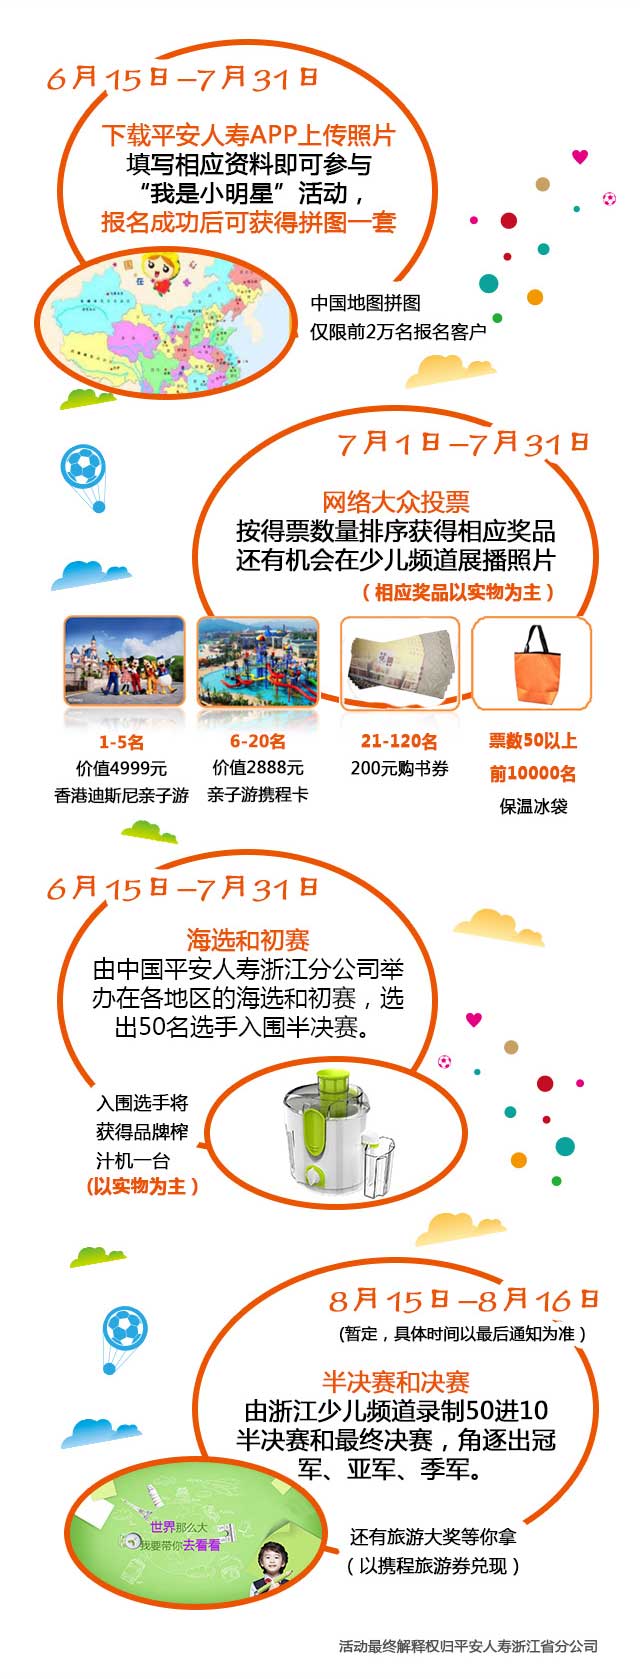 6月15日–7月31日
下载平安人寿APP上传照片
填写相应资料即可参与
“我是小明星”活动，
报名成功后可获得拼图一套
中国地图拼图
仅限前2万名报名客户
7月1日–7月31日
网络大众投票
按得票数量排序获得相应奖品
还有机会在少儿频道展播照片
（相应奖品以实物为主）
1-5名
价值4999元
香港迪斯尼亲子游
6-20名
价值2888元
亲子游携程卡
21-120名
200元购书券
票数50以上
前10000名
保温冰袋
6月15日–7月31日
海选和初赛
由中国平安人寿浙江分公司举
办在各地区的海选和初赛，选
出50名选手入围半决赛。
入围选手将
获得品牌榨
汁机一台
(以实物为主）
8月15日–8月16日
(暂定，具体时间以最后通知为准）
半决赛和决赛
由浙江少儿频道录制50进10
半决赛和最终决赛，角逐出冠
军、亚军、季军。
世界那么大
我要带你去看看
还有旅游大奖等你拿
（以携程旅游券兑现）
活动最终解释权归平安人寿浙江省分公司